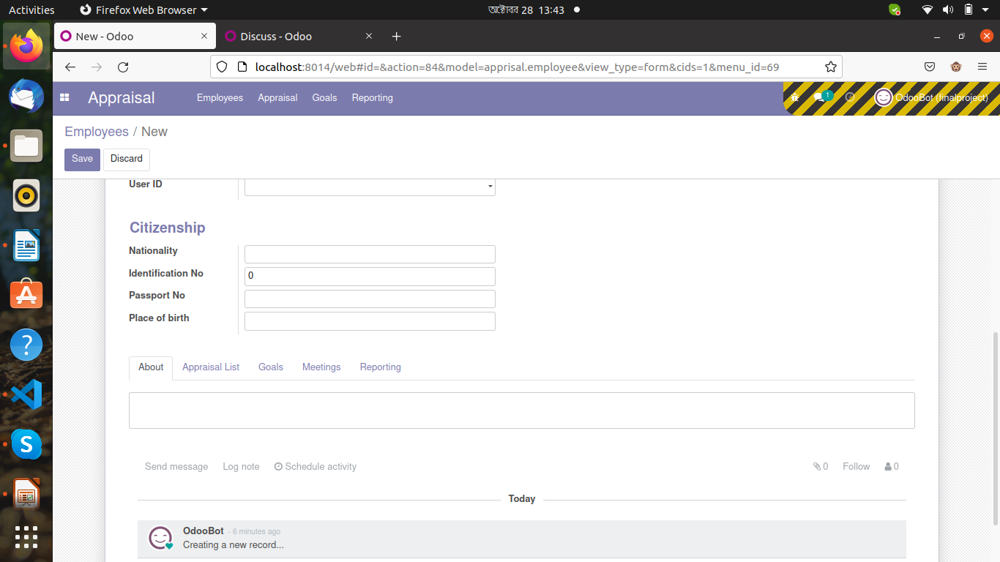 Activities
Firefox Web Browser
অক্টোবর 28 13:43
New - Odoo
Discuss - Odoo
localhost:8014/web#id=&action=84&model=apprisal.employee&view_type=form&cids=1&menu_id=69
Appraisal
Employees
Appraisal
Goals
Reporting
1
OdooBot (finalproject)
Employees / New
Save
Discard
User ID
Citizenship
Nationality
Identification No
0
Passport No
Place of birth
About
Appraisal List
Goals
Meetings
Reporting
Send message
Log note
Schedule activity
0
Follow
0
Today
OdooBot - 6 minutes ago
Creating a new record...